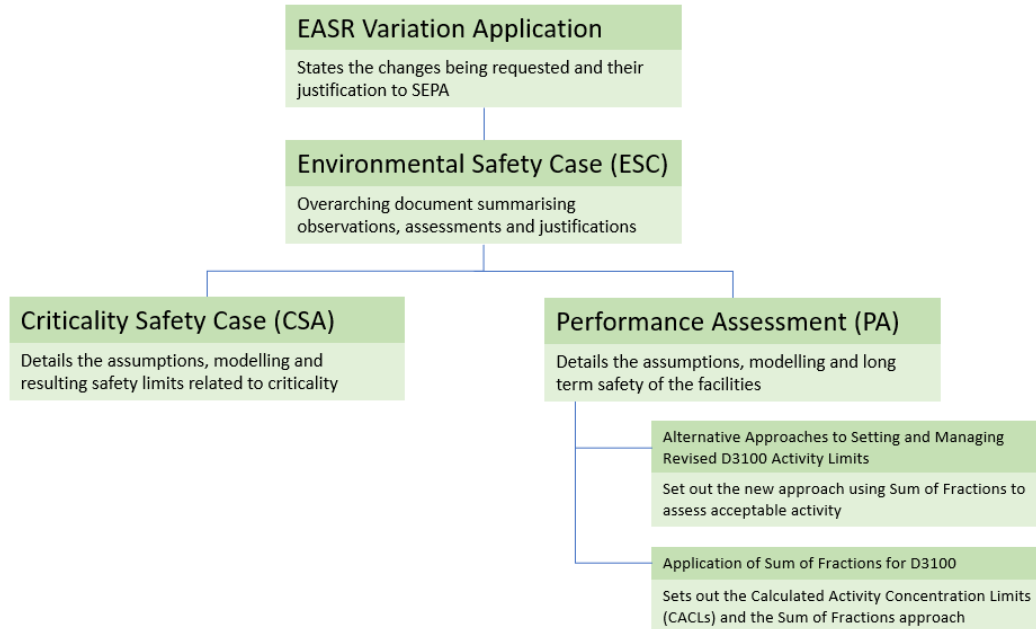 EASR Variation Application
States the changes being requested and their
justification to SEPA
Environmental Safety Case (ESC)
Overarching document summarising
observations, assessments and justifications
Criticality Safety Case (CSA)
Details the assumptions, modelling and
resulting safety limits related to criticality
Performance Assessment (PA)
Details the assumptions, modelling and long
term safety of the facilities
Alternative Approaches to Setting and Managing
Revised D3100 Activity Limits
Set out the new approach using Sum of Fractions to
assess acceptable activity
Application of Sum of Fractions for D3100
Sets out the Calculated Activity Concentration Limits
(CACLs) and the Sum of Fractions approach